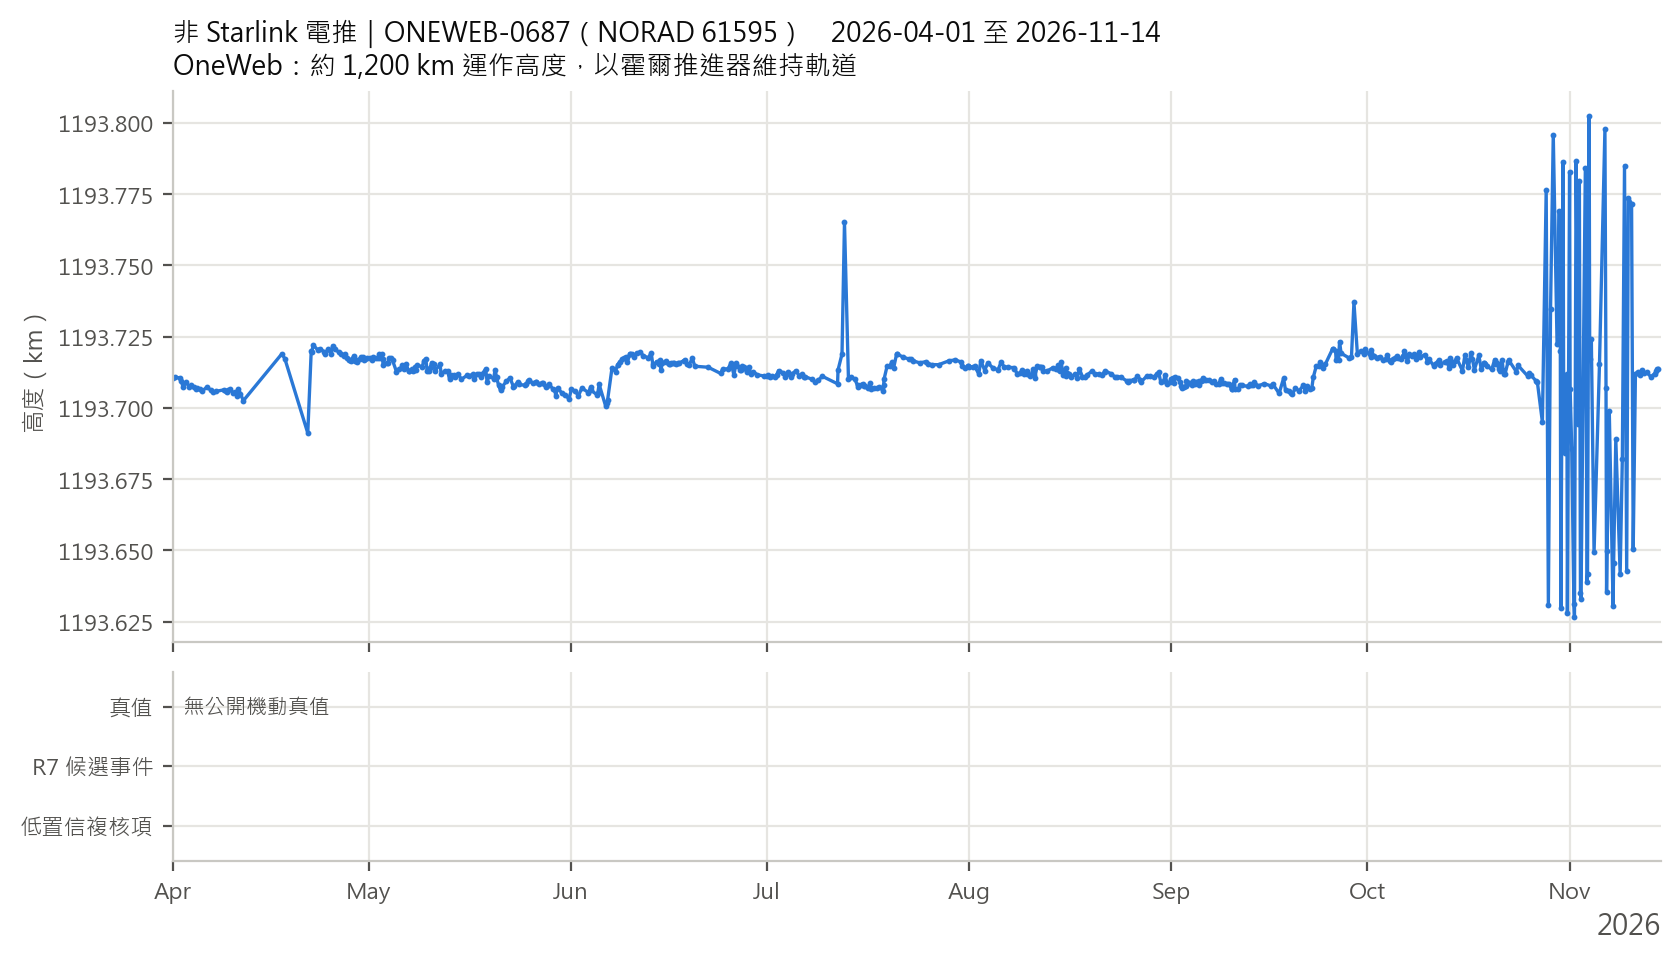 非 Starlink 電推｜ONEWEB-0687（NORAD 61595） 2026-04-01 至 2026-11-14
OneWeb：約 1,200 km 運作高度，以霍爾推進器維持軌道
高度（km）
1193.800
1193.775
1193.750
1193.725
1193.700
1193.675
1193.650
1193.625
真值
無公開機動真值
R7 候選事件
低置信複核項
Apr May Jun Jul Aug Sep Oct Nov
2026